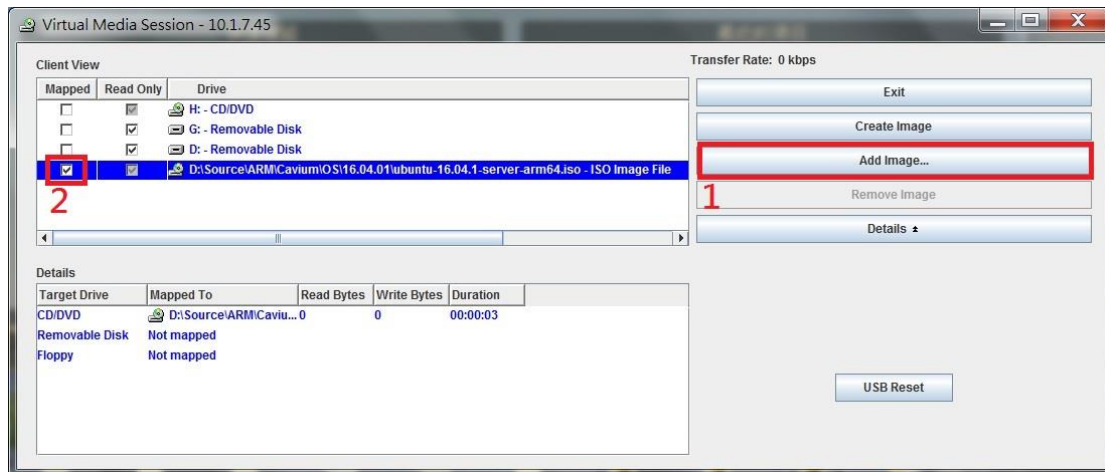 Virtual Media Session - 10.1.7.45
Client View
Transfer Rate: 0 kbps
Mapped Read Only Drive
H: - CD/DVD
G: - Removable Disk
D: - Removable Disk
D:\Source\ARM\Cavium\OS\16.04.01\ubuntu-16.04.1-server-arm64.iso - ISO Image File
2
Exit
Create Image
Add Image...
1
Remove Image
Details
Details
Target Drive Mapped To Read Bytes Write Bytes Duration
CD/DVD D:\Source\ARM\Caviu... 0 0 00:00:03
Removable Disk Not mapped
Floppy Not mapped
USB Reset